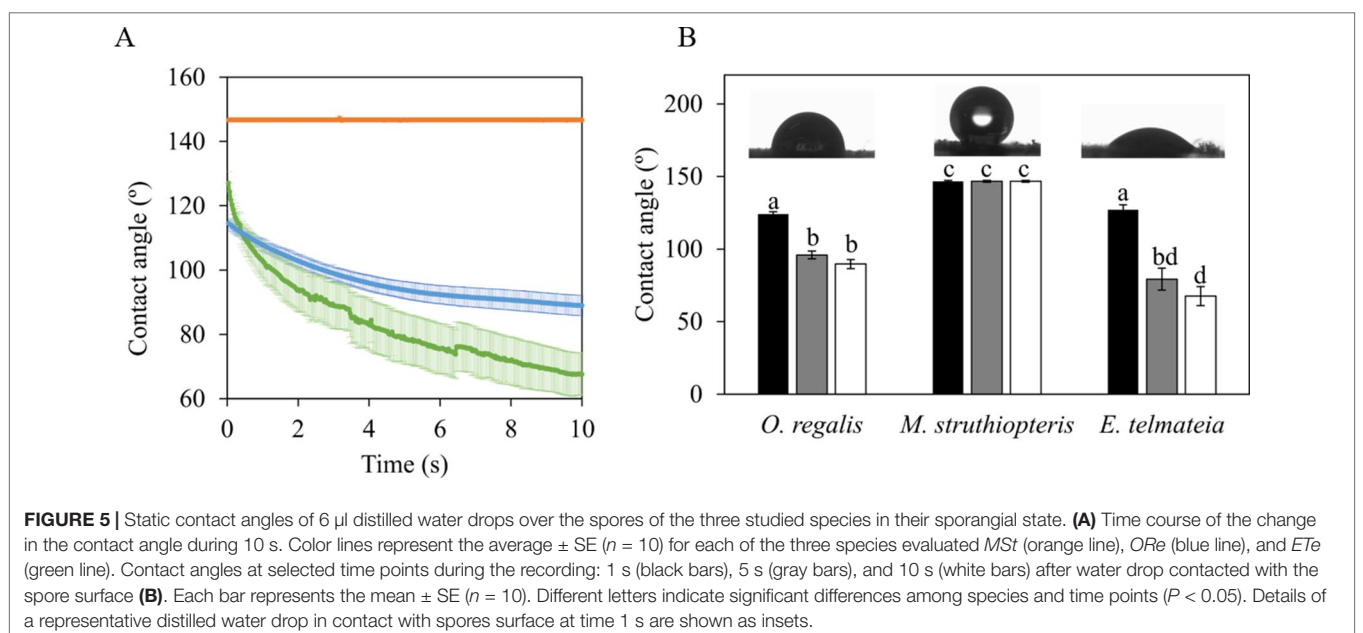 A
B
160
140
120
100
80
60
Contact angle (º)
0 2 4 6 8 10
Time (s)
200
150
100
50
0
Contact angle (º)
a b b
c c c
a bd d
O. regalis M. struthiopteris E. telmateia
FIGURE 5 | Static contact angles of 6 µl distilled water drops over the spores of the three studied species in their sporangial state. (A) Time course of the change
in the contact angle during 10 s. Color lines represent the average ± SE (n = 10) for each of the three species evaluated MSt (orange line), ORe (blue line), and ETe
(green line). Contact angles at selected time points during the recording: 1 s (black bars), 5 s (gray bars), and 10 s (white bars) after water drop contacted with the
spore surface (B). Each bar represents the mean ± SE (n = 10). Different letters indicate significant differences among species and time points (P < 0.05). Details of
a representative distilled water drop in contact with spores surface at time 1 s are shown as insets.